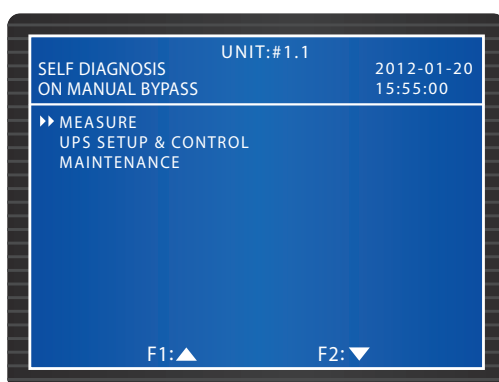 UNIT:#1.1
SELF DIAGNOSIS 2012-01-20
ON MANUAL BYPASS 15:55:00
MEASURE
UPS SETUP & CONTROL
MAINTENANCE
F1: F2: